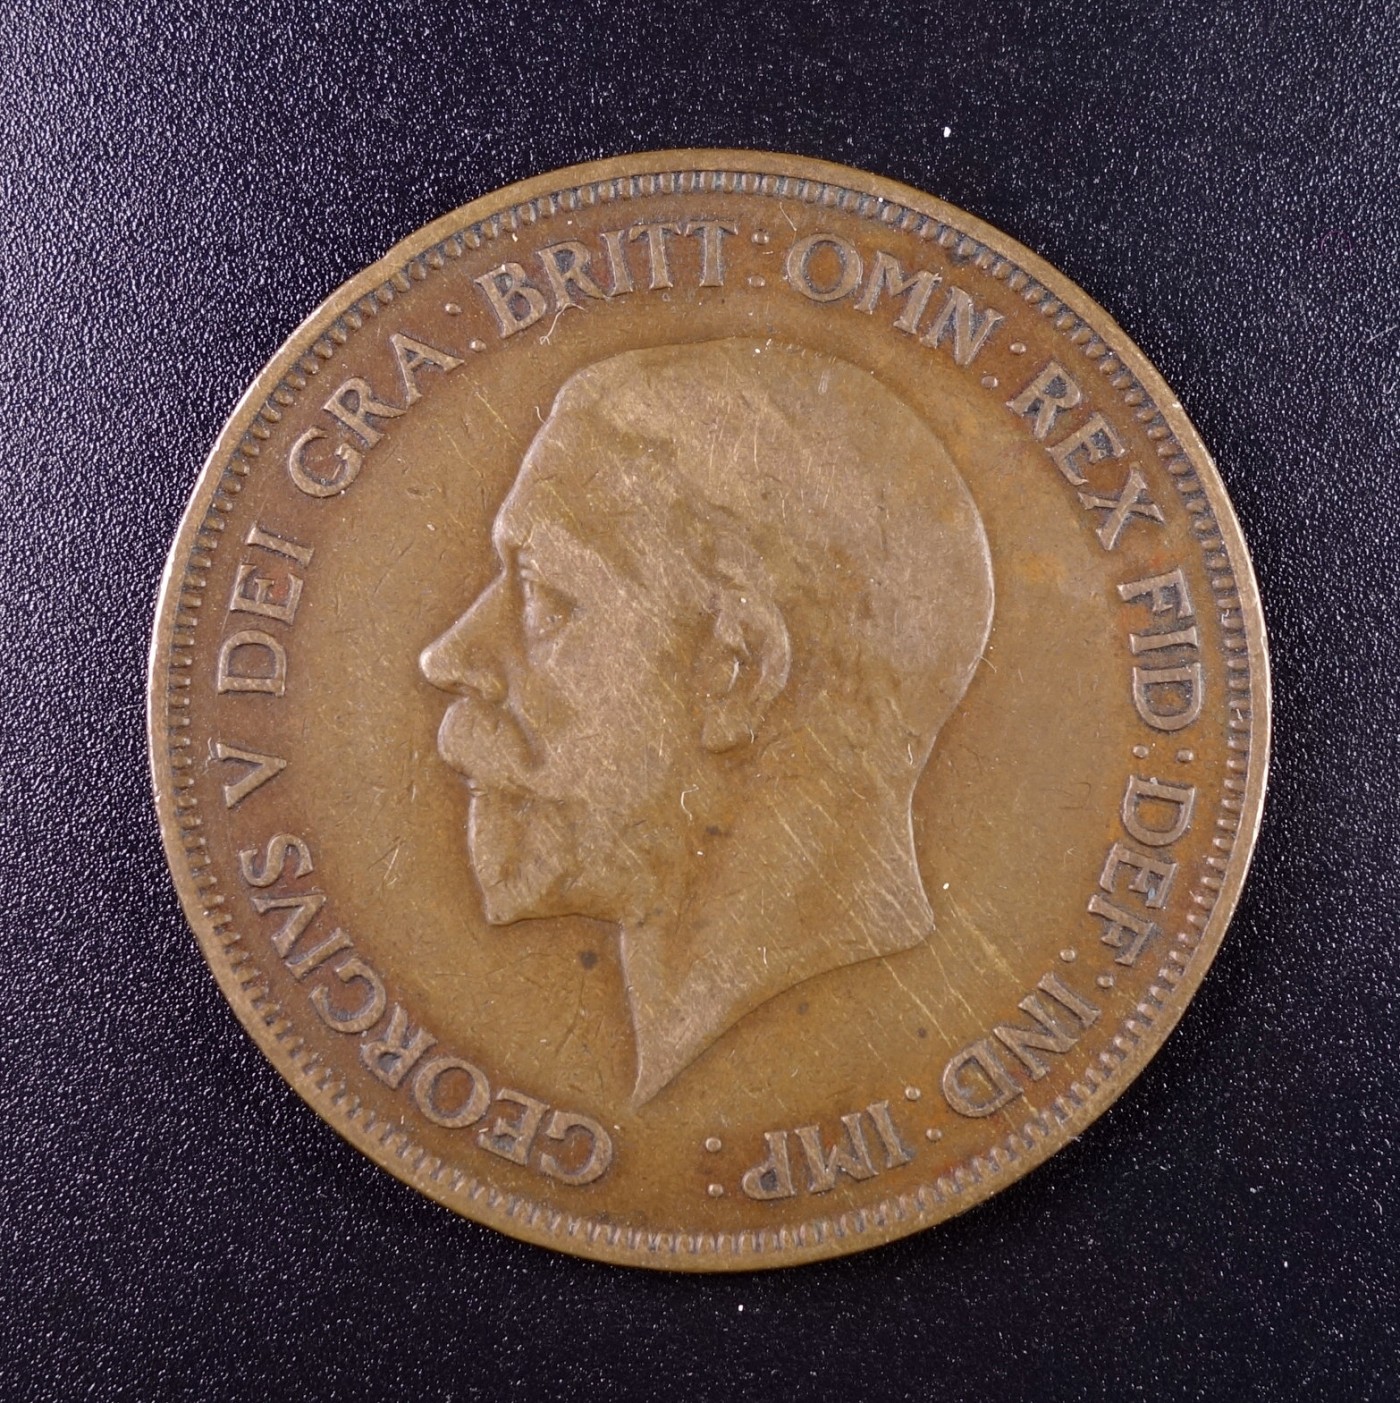 GEORGIVS V DEI GRA: BRITT: OMN: REX FID: DEF: IND: IMP: